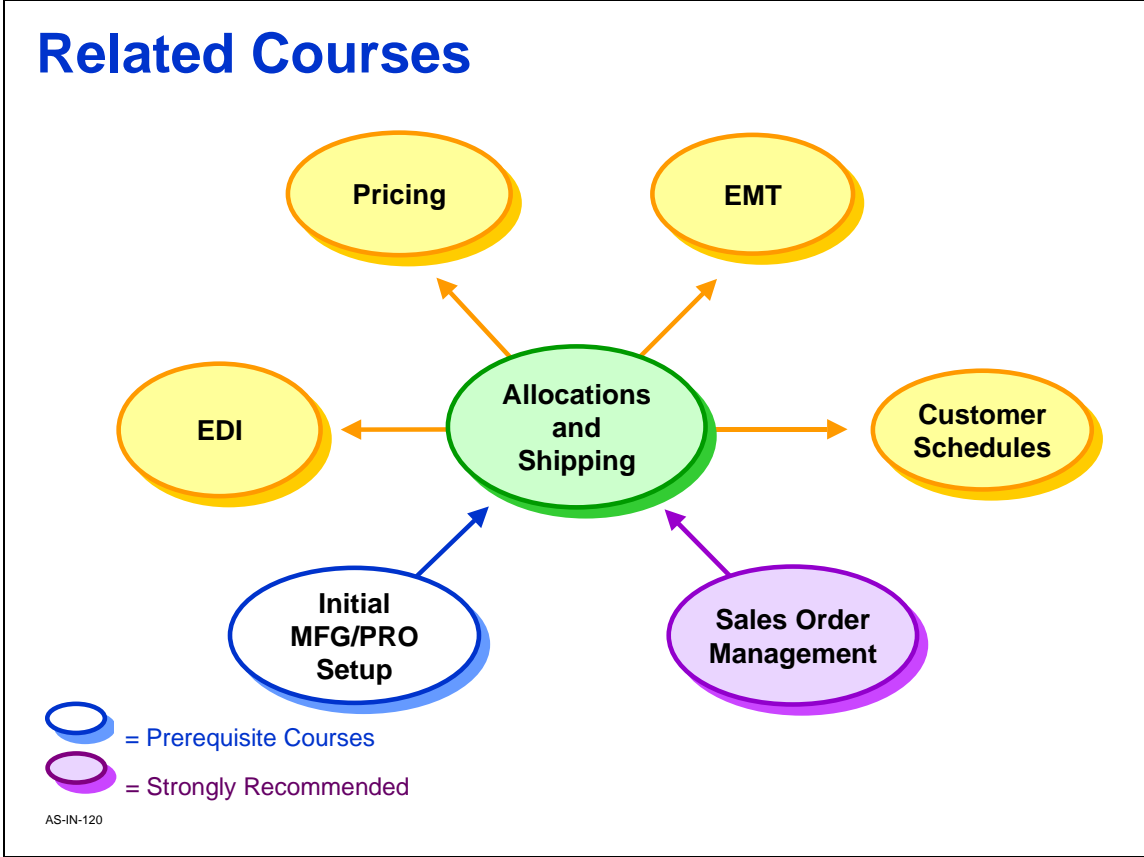 Related Courses
Pricing
EMT
Allocations
and
Shipping
EDI
Customer
Schedules
Initial
MFG/PRO
Setup
Sales Order
Management
= Prerequisite Courses
= Strongly Recommended
AS-IN-120